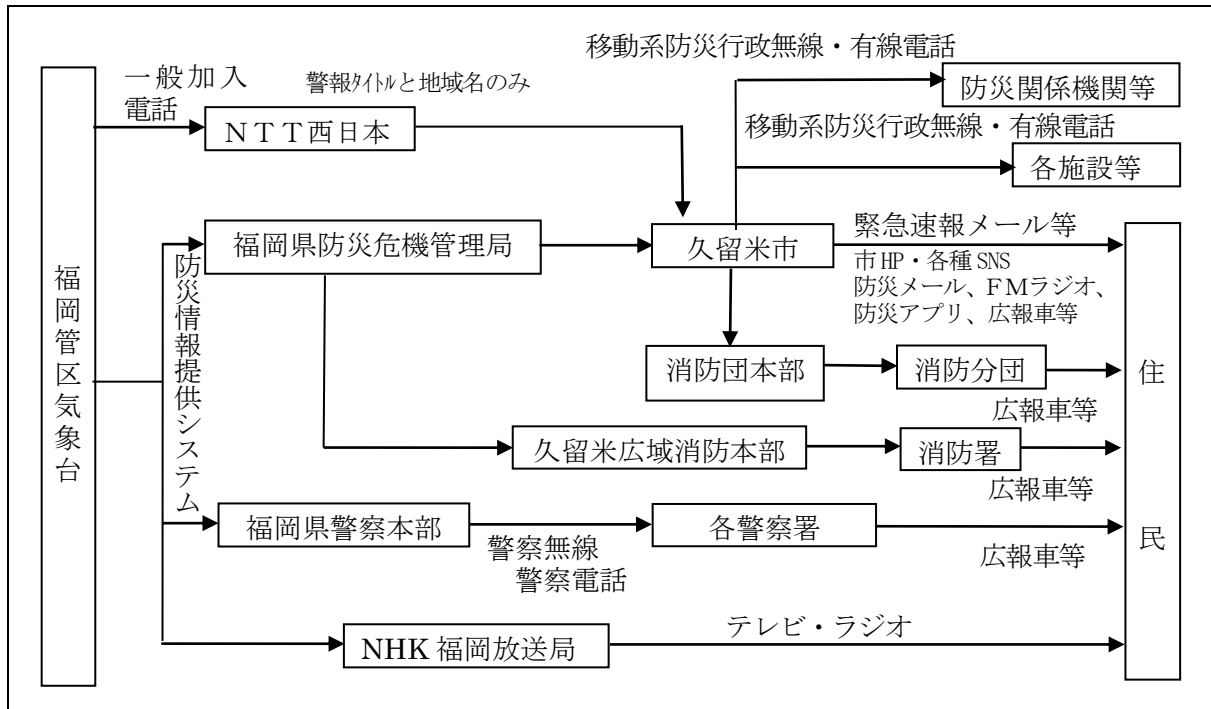 移動系防災行政無線・有線電話
一般加入
電話
警報ﾀｲﾄﾙと地域名のみ
防災関係機関等
ＮＴＴ西日本
移動系防災行政無線・有線電話
各施設等
福岡県防災危機管理局
久留米市
緊急速報メール等
市 HP・各種 SNS
防災メール、ＦＭラジオ、
防災アプリ、広報車等
福岡管区気象台
防災情報提供システム
消防団本部
消防分団
広報車等
住民
久留米広域消防本部
消防署
広報車等
福岡県警察本部
各警察署
警察無線
警察電話
広報車等
NHK 福岡放送局
テレビ・ラジオ